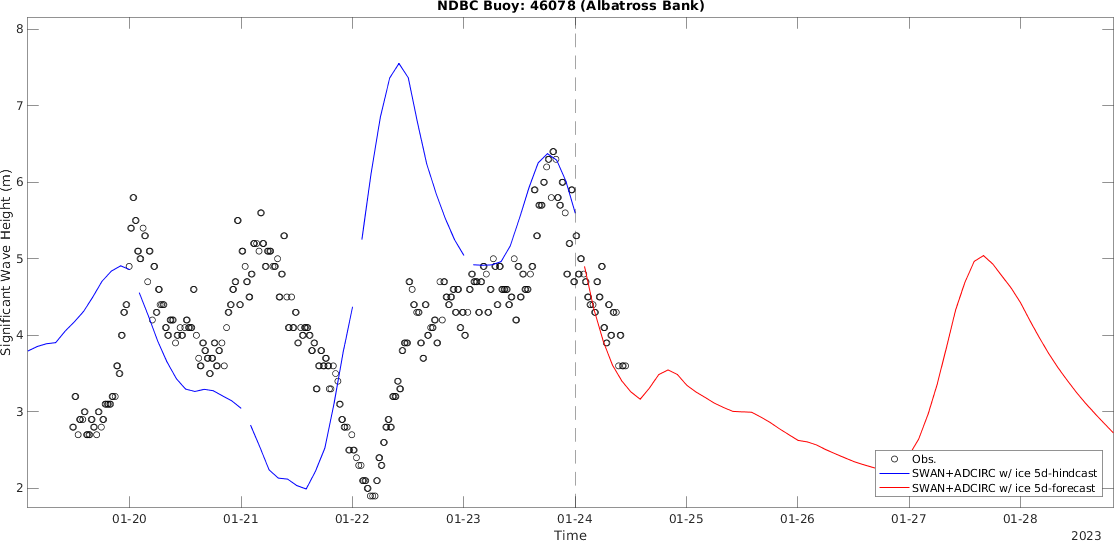 NDBC Buoy: 46078 (Albatross Bank)
Significant Wave Height (m)
8
7
6
5
4
3
2
01-20 01-21 01-22 01-23 01-24 01-25 01-26 01-27 01-28
Time
2023
Obs.
SWAN+ADCIRC w/ ice 5d-hindcast
SWAN+ADCIRC w/ ice 5d-forecast